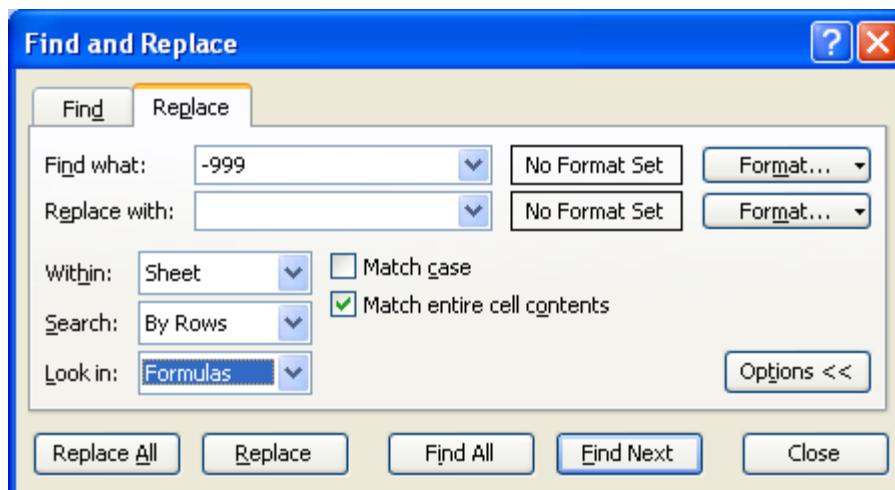 Find and Replace
Find Replace
Find what: -999 No Format Set Format...
Replace with: No Format Set Format...
Within: Sheet Match case
Search: By Rows Match entire cell contents
Look in: Formulas Options <<
Replace All Replace Find All Find Next Close